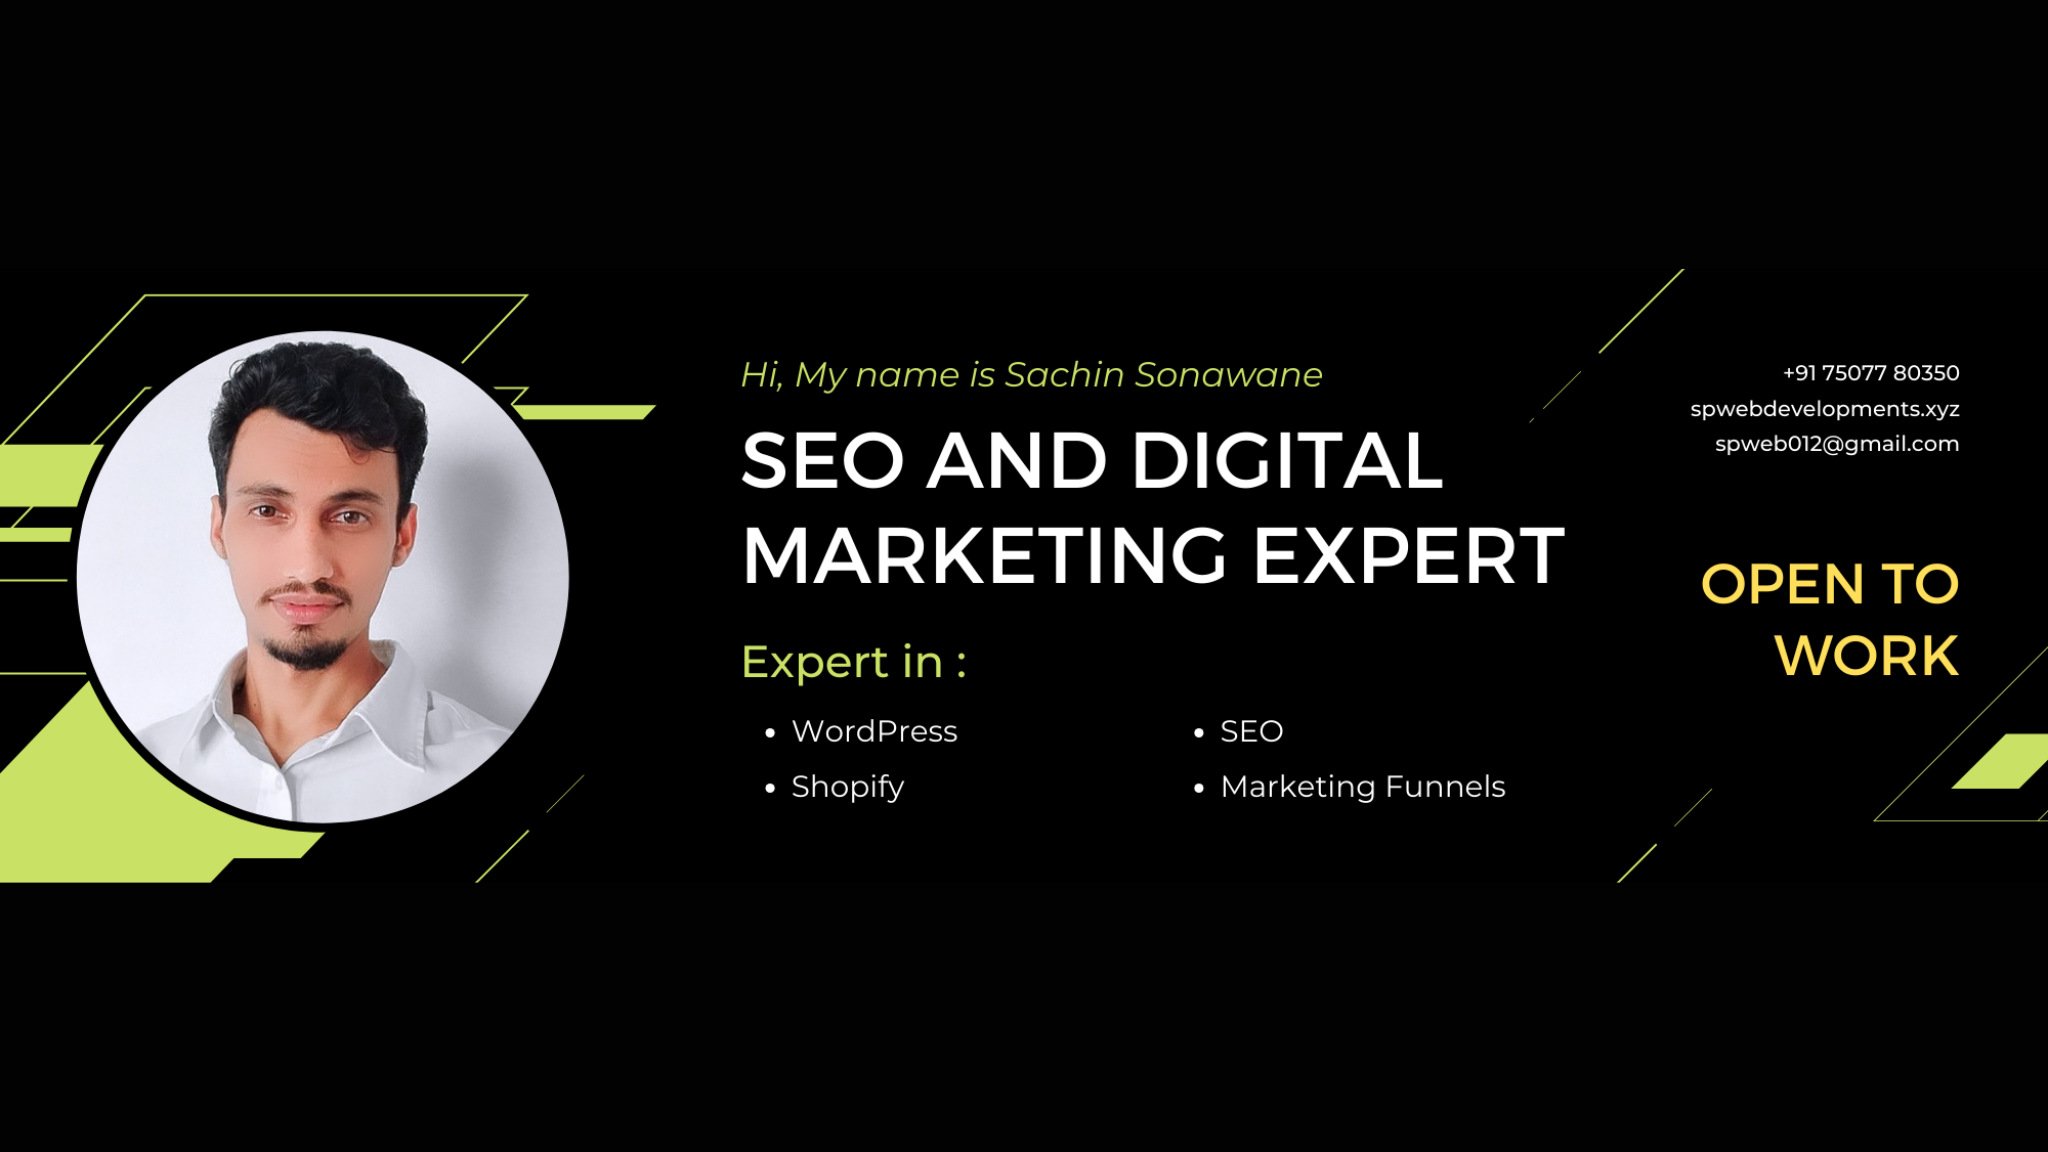 Hi, My name is Sachin Sonawane
SEO AND DIGITAL
MARKETING EXPERT
Expert in :
• WordPress
• Shopify
• SEO
• Marketing Funnels
+91 75077 80350
spwebdevelopments.xyz
spweb012@gmail.com
OPEN TO
WORK